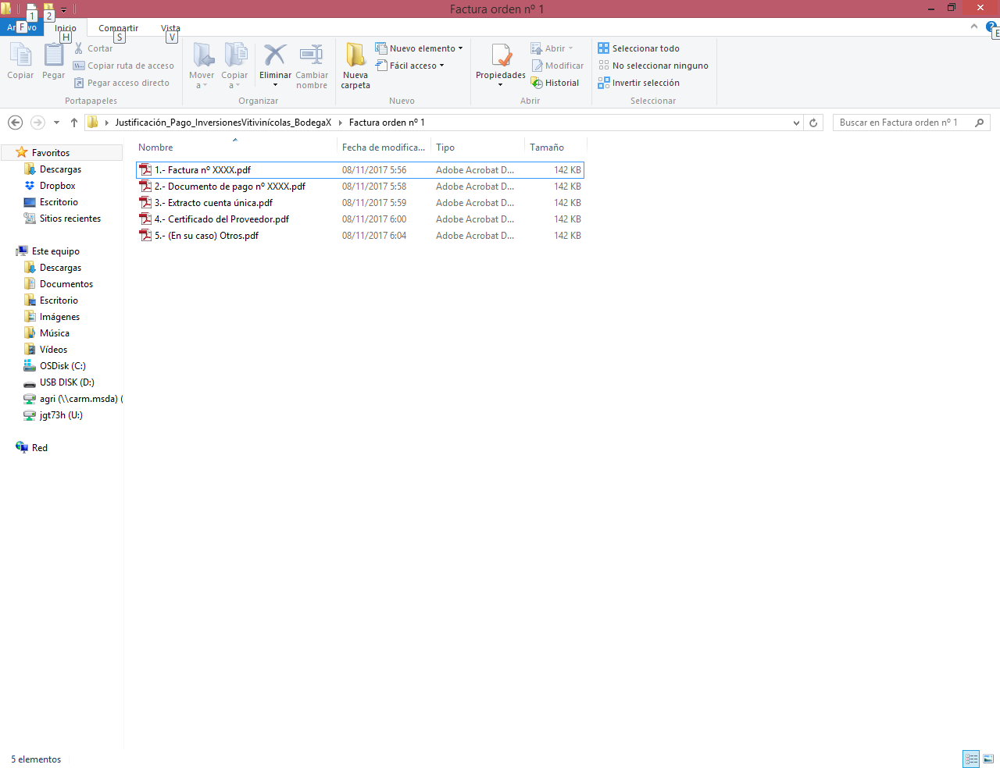 Factura orden nº 1
1
2
F
Inicio
Compartir
Vista
H
S
V
E
Copiar
Pegar
Cortar
Copiar ruta de acceso
Pegar acceso directo
Portapapeles
Mover a
Copiar a
Eliminar
Cambiar nombre
Organizar
Nueva carpeta
Nuevo elemento
Fácil acceso
Nuevo
Propiedades
Abrir
Modificar
Historial
Abrir
Seleccionar todo
No seleccionar ninguno
Invertir selección
Seleccionar
Justificación_Pago_InversionesVitivinícolas_BodegaX
Factura orden nº 1
Buscar en Factura orden nº 1
Favoritos
Descargas
Dropbox
Escritorio
Sitios recientes
Este equipo
Descargas
Documentos
Escritorio
Imágenes
Música
Vídeos
OSDisk (C:)
USB DISK (D:)
agri (\\carm.msda) (
jgt73h (U:)
Red
Nombre Fecha de modifica... Tipo Tamaño
1.- Factura nº XXXX.pdf 08/11/2017 5:56 Adobe Acrobat D... 142 KB
2.- Documento de pago nº XXXX.pdf 08/11/2017 5:58 Adobe Acrobat D... 142 KB
3.- Extracto cuenta única.pdf 08/11/2017 5:59 Adobe Acrobat D... 142 KB
4.- Certificado del Proveedor.pdf 08/11/2017 6:00 Adobe Acrobat D... 142 KB
5.- (En su caso) Otros.pdf 08/11/2017 6:04 Adobe Acrobat D... 142 KB
5 elementos